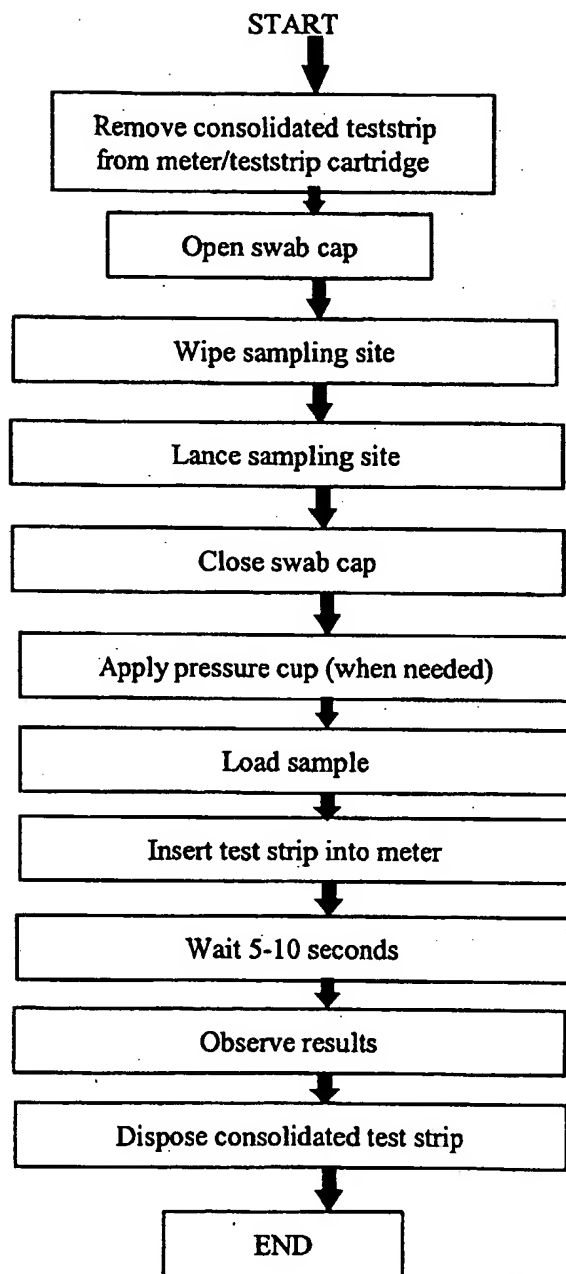 START
Remove consolidated teststrip
from meter/teststrip cartridge
Open swab cap
Wipe sampling site
Lance sampling site
Close swab cap
Apply pressure cup (when needed)
Load sample
Insert test strip into meter
Wait 5-10 seconds
Observe results
Dispose consolidated test strip
END